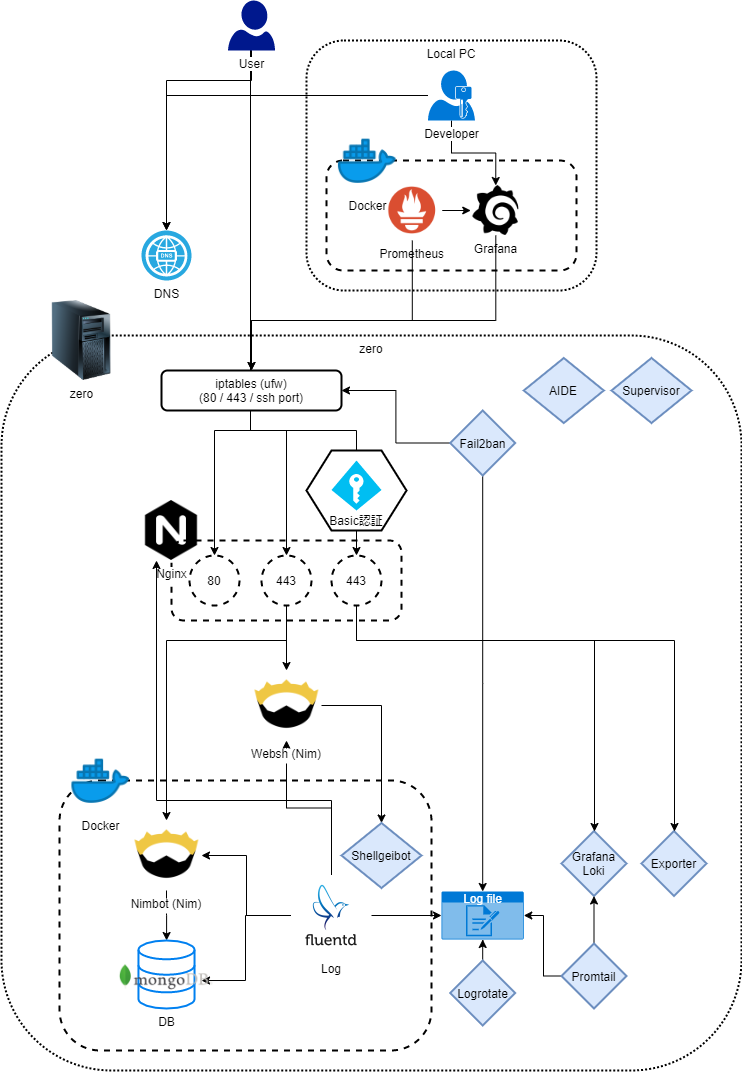 User
Local PC
Developer
Docker
Prometheus
Grafana
DNS
DNS
zero
zero
iptables (ufw)
(80 / 443 / ssh port)
AIDE
Supervisor
Fail2ban
Basic認証
N
Nginx
80
443
443
Websh (Nim)
Docker
Shellgeibot
Grafana
Loki
Exporter
Nimbot (Nim)
Log file
fluentd
Log
mongoDB
DB
Logrotate
Promtail